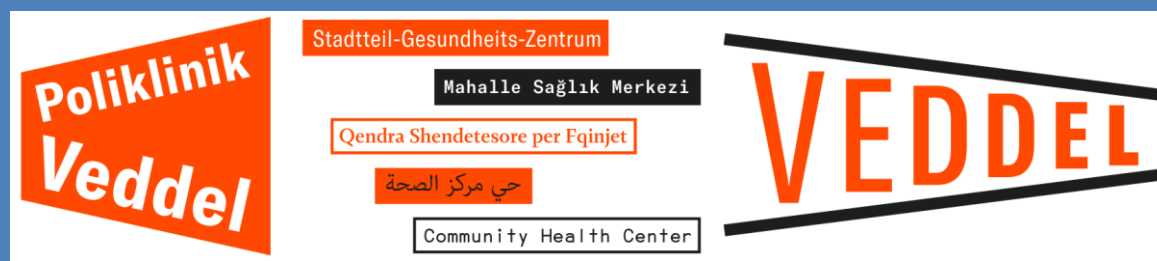 Poliklinik
Veddel
Stadtteil-Gesundheits-Zentrum
Mahalle Sağlık Merkezi
Qendra Shendetesore per Fqinjet
حي مركز الصحة
Community Health Center
VEDDEL